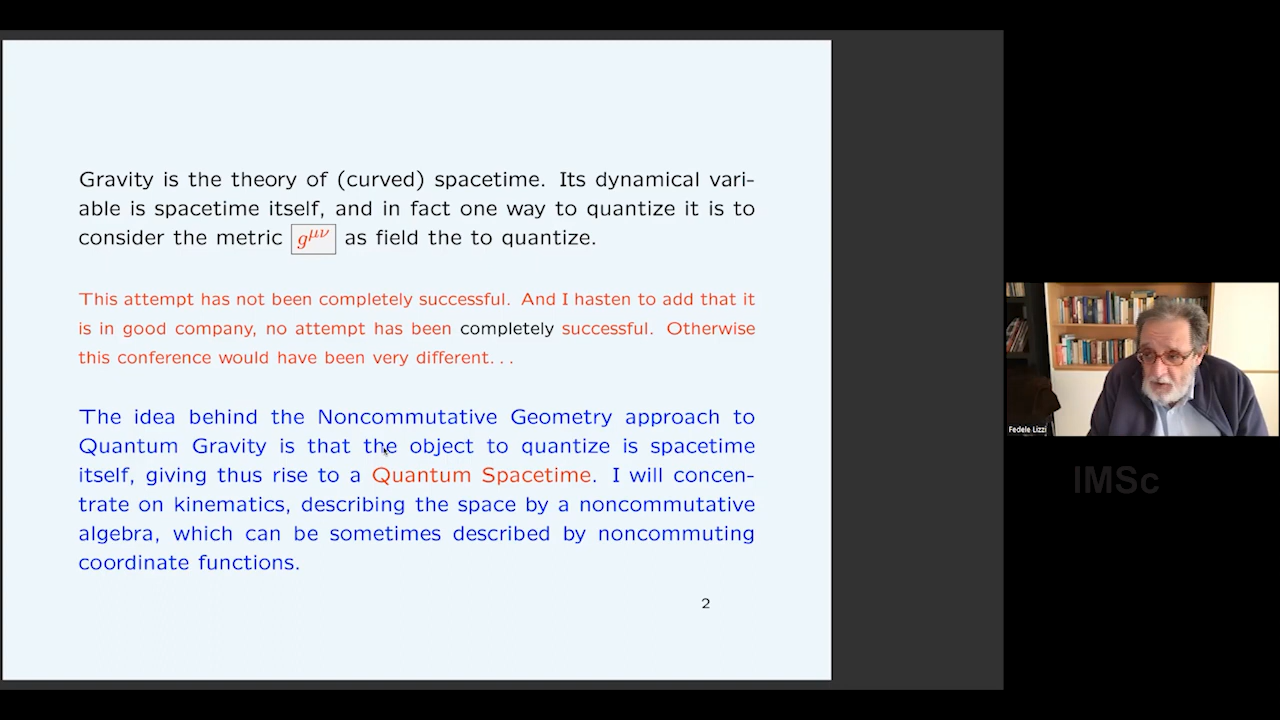 Gravity is the theory of (curved) spacetime. Its dynamical vari-
able is spacetime itself, and in fact one way to quantize it is to
consider the metric g^{μν} as field the to quantize.
This attempt has not been completely successful. And I hasten to add that it
is in good company, no attempt has been completely successful. Otherwise
this conference would have been very different...
The idea behind the Noncommutative Geometry approach to
Quantum Gravity is that the object to quantize is spacetime
itself, giving thus rise to a Quantum Spacetime. I will concen-
trate on kinematics, describing the space by a noncommutative
algebra, which can be sometimes described by noncommuting
coordinate functions.
2
Fedele Lizzi
IMSc